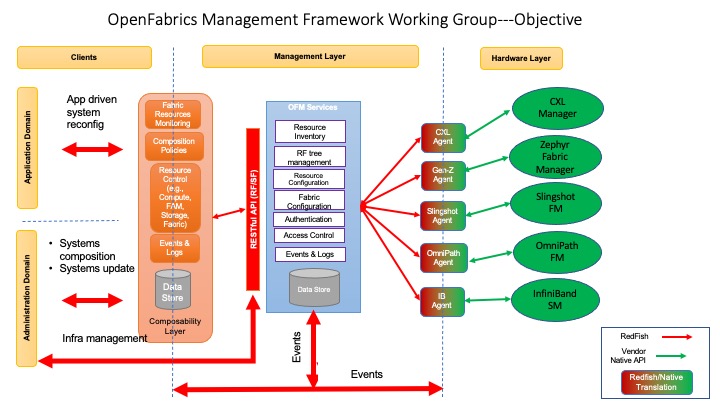 OpenFabrics Management Framework Working Group---Objective
Clients
Management Layer
Hardware Layer
Application Domain
App driven
system
reconfig
Administration Domain
• Systems
composition
• Systems update
Infra management
Fabric
Resources
Monitoring
Composition
Policies
Resource
Control
(e.g.,
Compute,
FAM,
Storage,
Fabric)
Events &
Logs
Data
Store
Composability
Layer
RESTful API (RF/SF)
OFM Services
Resource
Inventory
RF tree
management
Resource
Configuration
Fabric
Configuration
Authentication
Access Control
Events & Logs
Data Store
Events
Events
CXL
Agent
Gen-Z
Agent
Slingshot
Agent
OmniPath
Agent
IB
Agent
CXL
Manager
Zephyr
Fabric
Manager
Slingshot
FM
OmniPath
FM
InfiniBand
SM
RedFish
Vendor
Native API
Redfish/Native
Translation